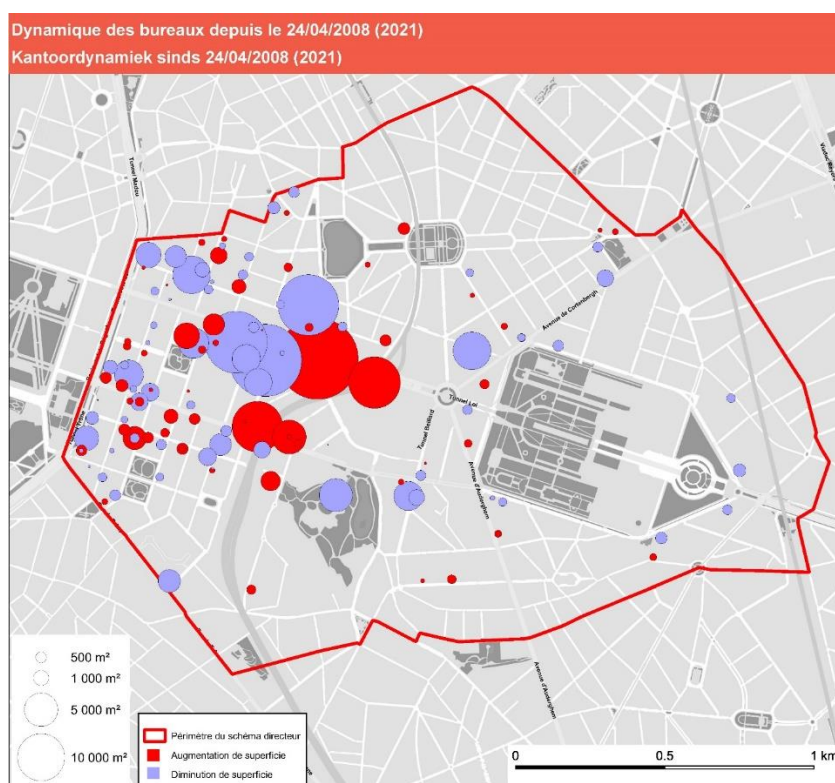 Dynamique des bureaux depuis le 24/04/2008 (2021)
Kantoordynamiek sinds 24/04/2008 (2021)
Tunnel Madou
Avenue de Cortenbergh
Tunnel Loi
Tunnel Belliard
Avenue d'Auderghem
Avenue d'Auderghem
500 m²
1 000 m²
5 000 m²
10 000 m²
Périmètre du schéma directeur
Augmentation de superficie
Diminution de superficie
0 0.5 1 km